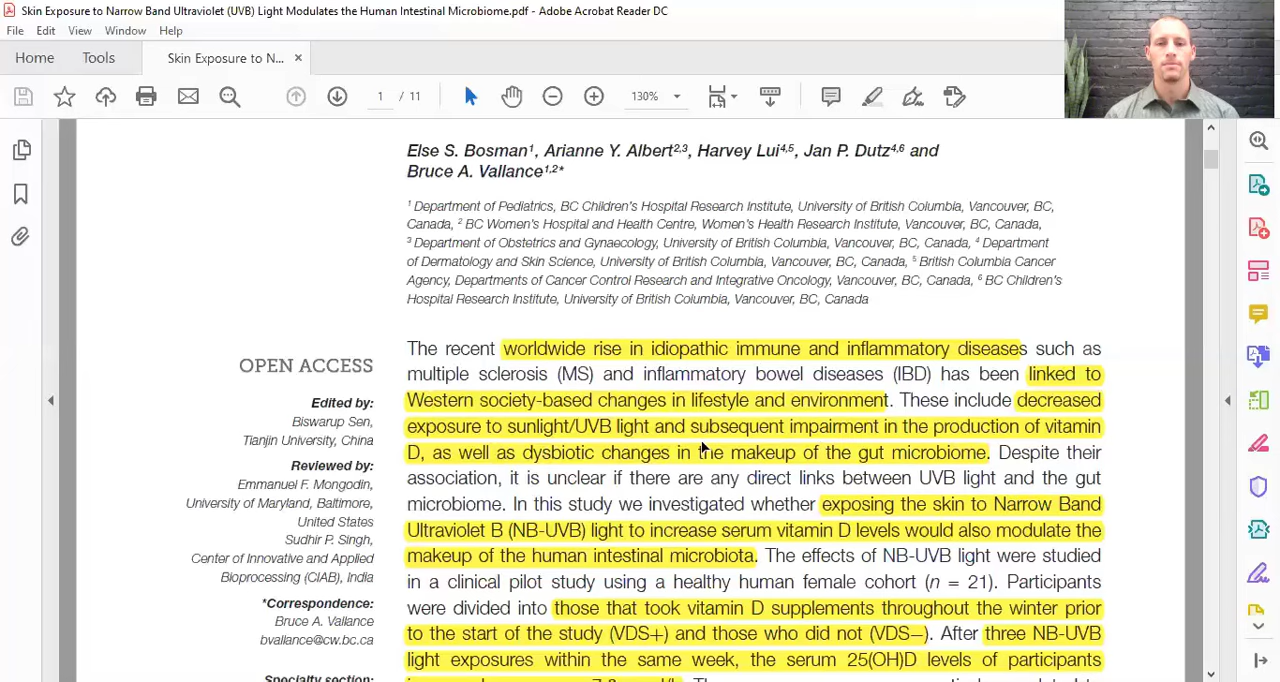 Skin Exposure to Narrow Band Ultraviolet (UVB) Light Modulates the Human Intestinal Microbiome.pdf - Adobe Acrobat Reader DC
File Edit View Window Help
Home Tools Skin Exposure to N... ×
1 / 11 130%
Else S. Bosman1, Arianne Y. Albert2,3, Harvey Lui4,5, Jan P. Dutz4,6 and
Bruce A. Vallance1,2*
1 Department of Pediatrics, BC Children's Hospital Research Institute, University of British Columbia, Vancouver, BC,
Canada, 2 BC Women's Hospital and Health Centre, Women's Health Research Institute, Vancouver, BC, Canada,
3 Department of Obstetrics and Gynaecology, University of British Columbia, Vancouver, BC, Canada, 4 Department
of Dermatology and Skin Science, University of British Columbia, Vancouver, BC, Canada, 5 British Columbia Cancer
Agency, Departments of Cancer Control Research and Integrative Oncology, Vancouver, BC, Canada, 6 BC Children's
Hospital Research Institute, University of British Columbia, Vancouver, BC, Canada
OPEN ACCESS
Edited by:
Biswarup Sen,
Tianjin University, China
Reviewed by:
Emmanuel F. Mongodin,
University of Maryland, Baltimore,
United States
Sudhir P. Singh,
Center of Innovative and Applied
Bioprocessing (CIAB), India
*Correspondence:
Bruce A. Vallance
bvallance@cw.bc.ca
Specialty section:
The recent worldwide rise in idiopathic immune and inflammatory diseases such as
multiple sclerosis (MS) and inflammatory bowel diseases (IBD) has been linked to
Western society-based changes in lifestyle and environment. These include decreased
exposure to sunlight/UVB light and subsequent impairment in the production of vitamin
D, as well as dysbiotic changes in the makeup of the gut microbiome. Despite their
association, it is unclear if there are any direct links between UVB light and the gut
microbiome. In this study we investigated whether exposing the skin to Narrow Band
Ultraviolet B (NB-UVB) light to increase serum vitamin D levels would also modulate the
makeup of the human intestinal microbiota. The effects of NB-UVB light were studied
in a clinical pilot study using a healthy human female cohort (n = 21). Participants
were divided into those that took vitamin D supplements throughout the winter prior
to the start of the study (VDS+) and those who did not (VDS−). After three NB-UVB
light exposures within the same week, the serum 25(OH)D levels of participants